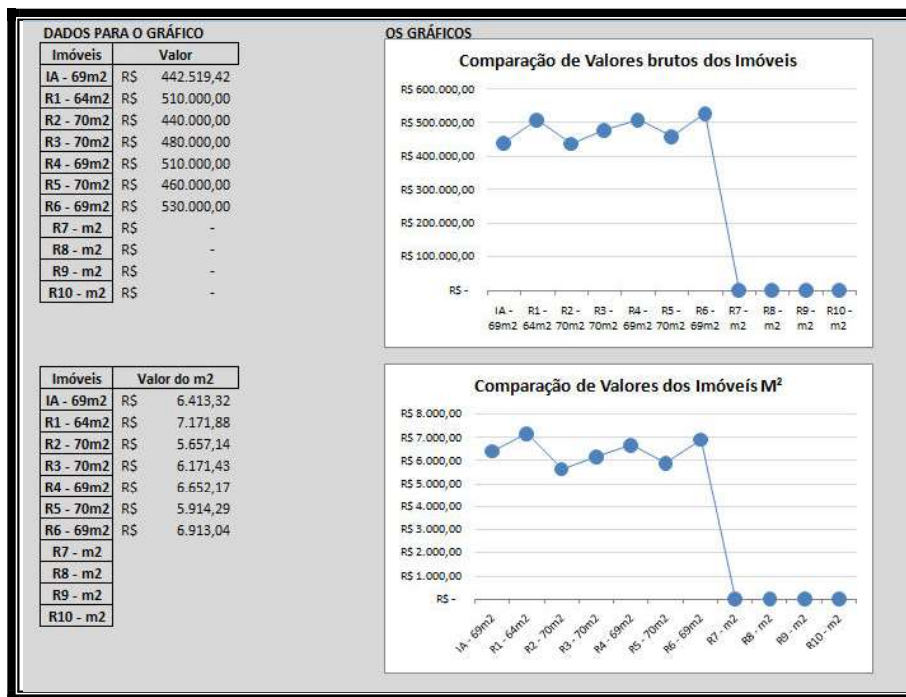 DADOS PARA O GRÁFICO
Imóveis Valor
IA - 69m2 R$ 442.519,42
R1 - 64m2 R$ 510.000,00
R2 - 70m2 R$ 440.000,00
R3 - 70m2 R$ 480.000,00
R4 - 69m2 R$ 510.000,00
R5 - 70m2 R$ 460.000,00
R6 - 69m2 R$ 530.000,00
R7 - m2 R$ -
R8 - m2 R$ -
R9 - m2 R$ -
R10 - m2 R$ -
OS GRÁFICOS
Comparação de Valores brutos dos Imóveis
R$ 600.000,00
R$ 500.000,00
R$ 400.000,00
R$ 300.000,00
R$ 200.000,00
R$ 100.000,00
R$ -
IA - R1 - R2 - R3 - R4 - R5 - R6 - R7 - R8 - R9 - R10 -
69m2 64m2 70m2 70m2 69m2 70m2 69m2 m2 m2 m2 m2
Imóveis Valor do m2
IA - 69m2 R$ 6.413,32
R1 - 64m2 R$ 7.171,88
R2 - 70m2 R$ 5.657,14
R3 - 70m2 R$ 6.171,43
R4 - 69m2 R$ 6.652,17
R5 - 70m2 R$ 5.914,29
R6 - 69m2 R$ 6.913,04
R7 - m2
R8 - m2
R9 - m2
R10 - m2
Comparação de Valores dos Imóveis M²
R$ 8.000,00
R$ 7.000,00
R$ 6.000,00
R$ 5.000,00
R$ 4.000,00
R$ 3.000,00
R$ 2.000,00
R$ 1.000,00
R$ -
IA - 69m2
R1 - 64m2
R2 - 70m2
R3 - 70m2
R4 - 69m2
R5 - 70m2
R6 - 69m2
R7 - m2
R8 - m2
R9 - m2
R10 - m2